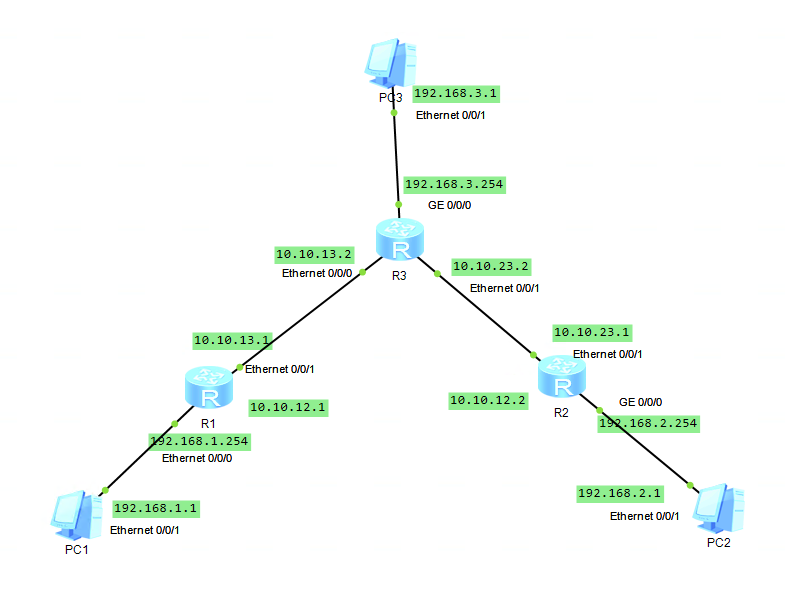 192.168.3.1
PC3
Ethernet 0/0/1
192.168.3.254
GE 0/0/0
R
R3
10.10.13.2
Ethernet 0/0/0
10.10.23.2
Ethernet 0/0/1
10.10.13.1
Ethernet 0/0/1
10.10.23.1
Ethernet 0/0/1
R
R1
10.10.12.1
R
R2
10.10.12.2
GE 0/0/0
192.168.2.254
192.168.1.254
Ethernet 0/0/0
192.168.1.1
Ethernet 0/0/1
PC1
192.168.2.1
Ethernet 0/0/1
PC2